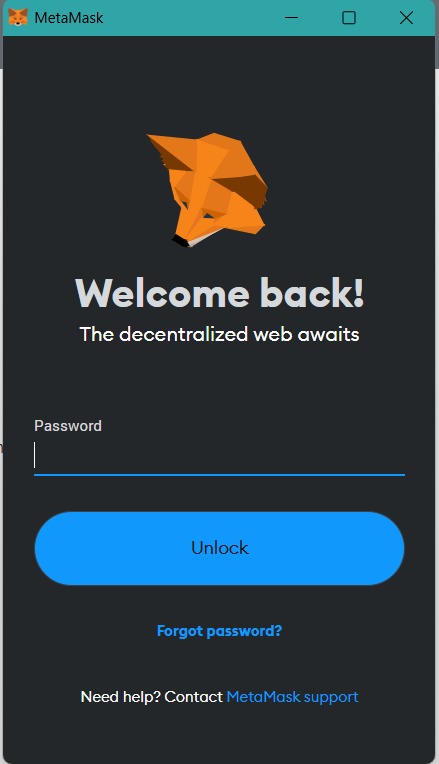 MetaMask
Welcome back!
The decentralized web awaits
Password
Unlock
Forgot password?
Need help? Contact MetaMask support